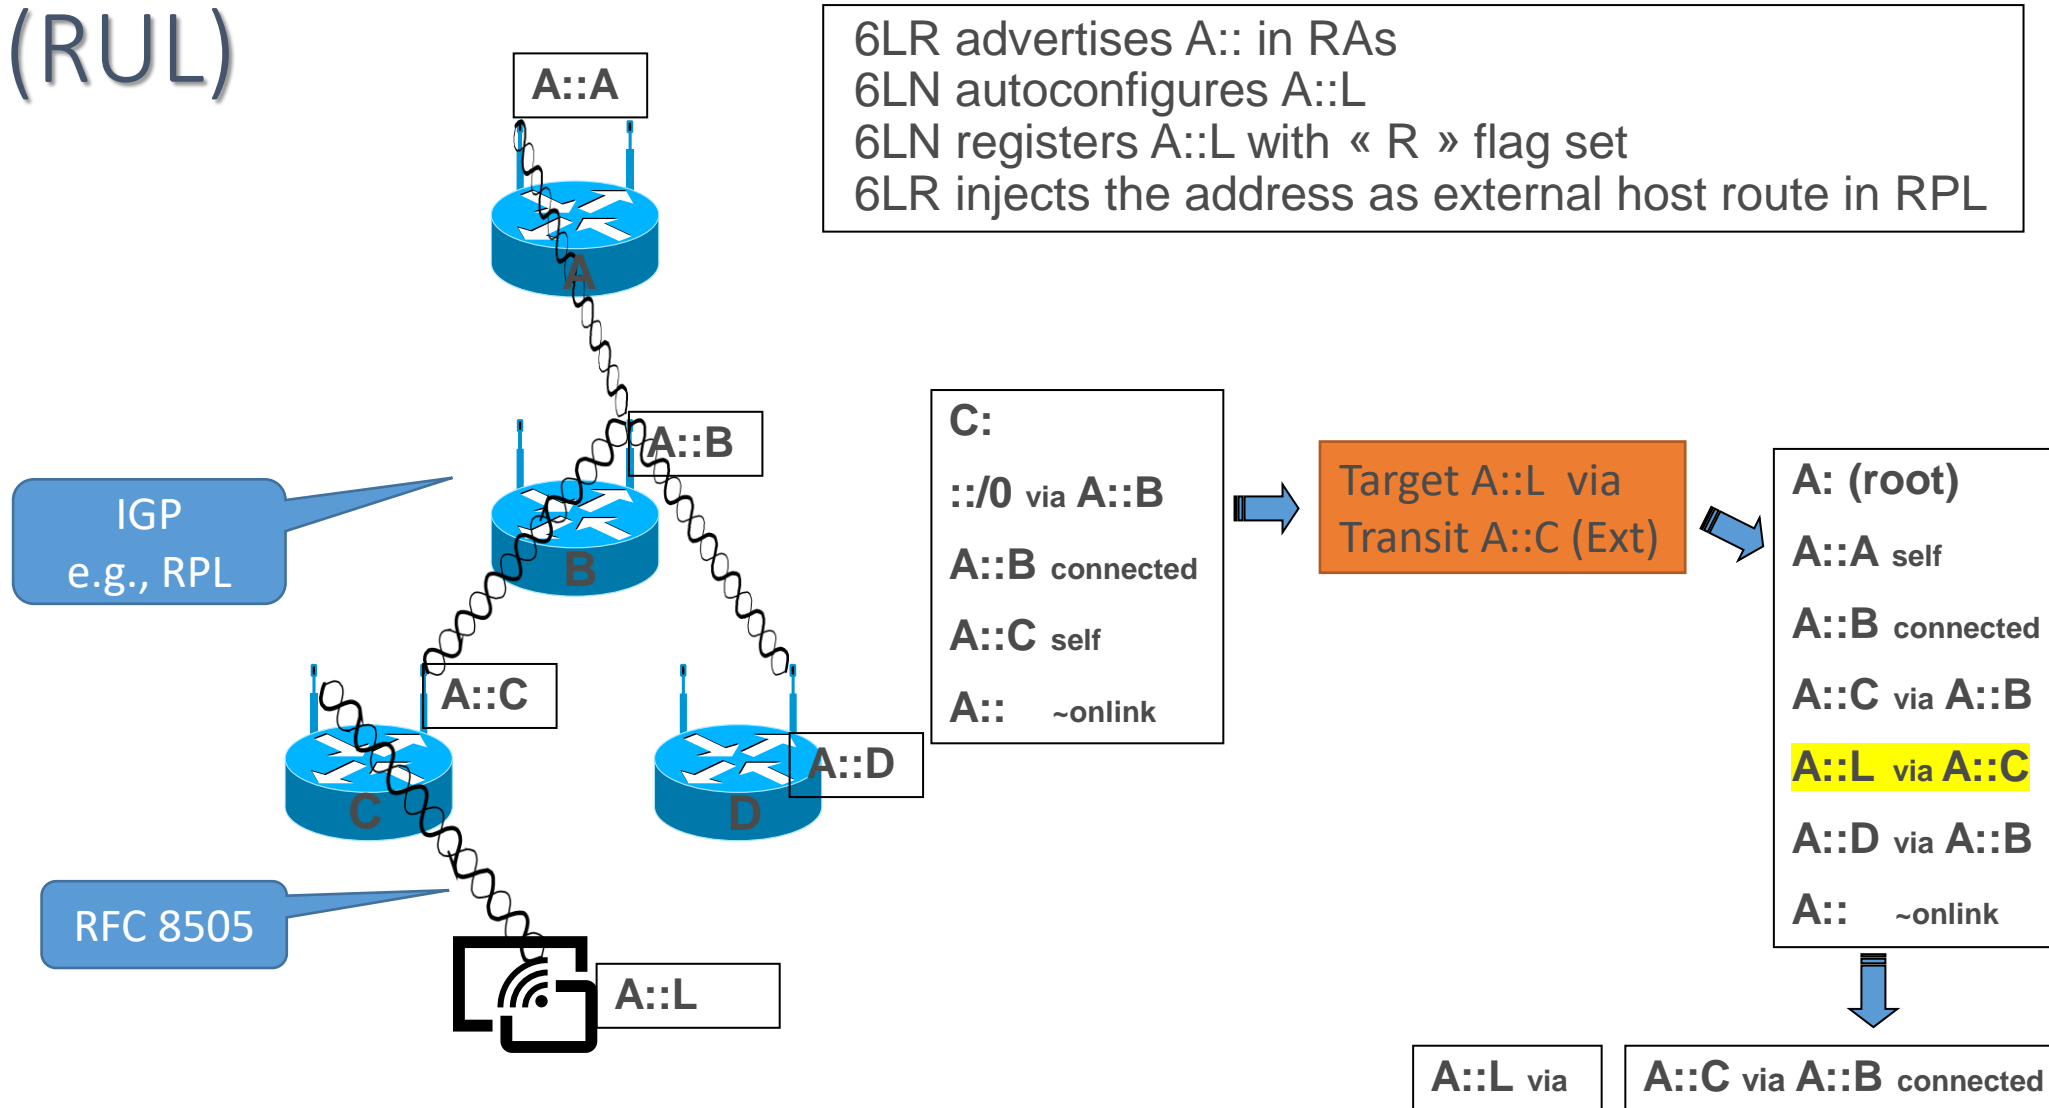 (RUL)
6LR advertises A:: in RAs
6LN autoconfigures A::L
6LN registers A::L with « R » flag set
6LR injects the address as external host route in RPL
A::A
A
A::B
B
IGP
e.g., RPL
A::C
C
A::D
D
RFC 8505
A::L
C:
::/0 via A::B
A::B connected
A::C self
A:: ~onlink
Target A::L via
Transit A::C (Ext)
A: (root)
A::A self
A::B connected
A::C via A::B
A::L via A::C
A::D via A::B
A:: ~onlink
A::L via
A::C via A::B connected